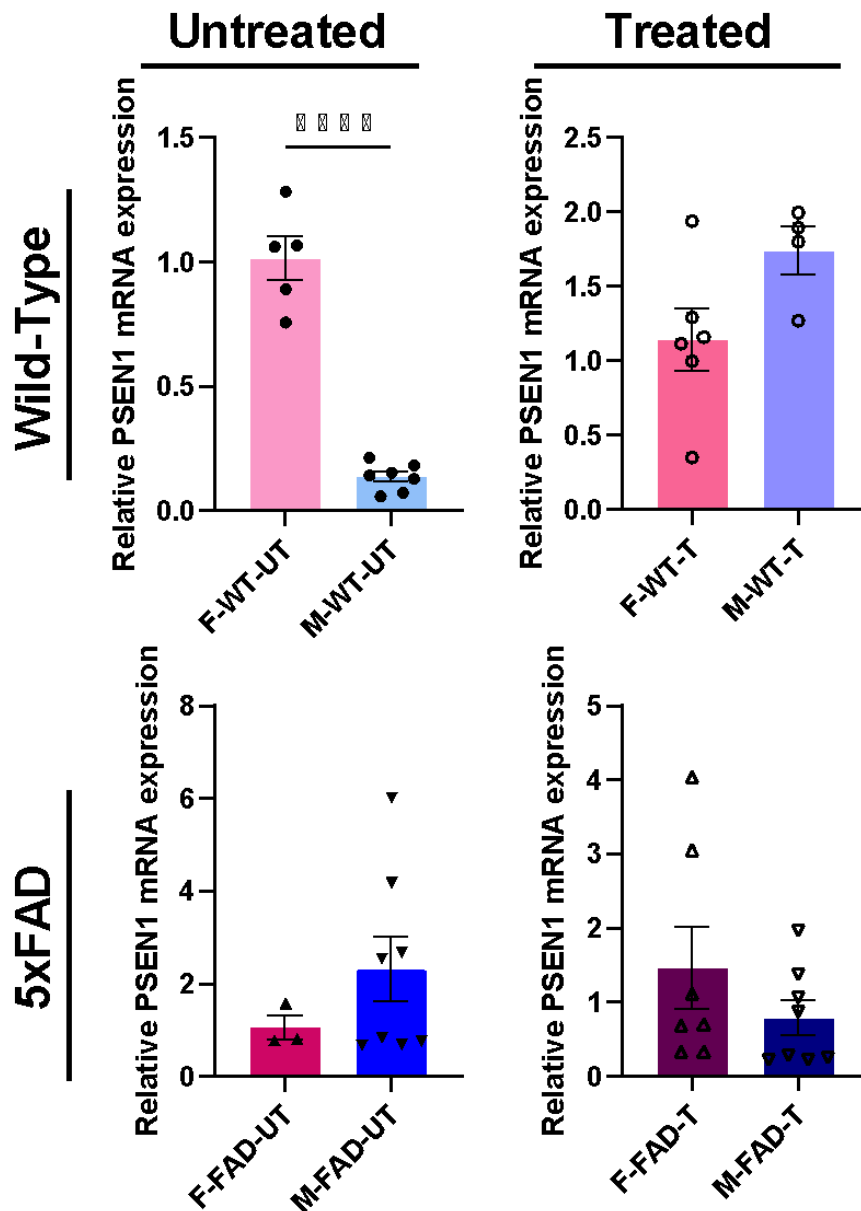 Untreated
Treated
Wild-Type
Relative PSEN1 mRNA expression
1.5
1.0
0.5
0.0
F-WT-UT
M-WT-UT
Relative PSEN1 mRNA expression
2.5
2.0
1.5
1.0
0.5
0.0
F-WT-T
M-WT-T
5xFAD
Relative PSEN1 mRNA expression
8
6
4
2
0
F-FAD-UT
M-FAD-UT
Relative PSEN1 mRNA expression
5
4
3
2
1
0
F-FAD-T
M-FAD-T